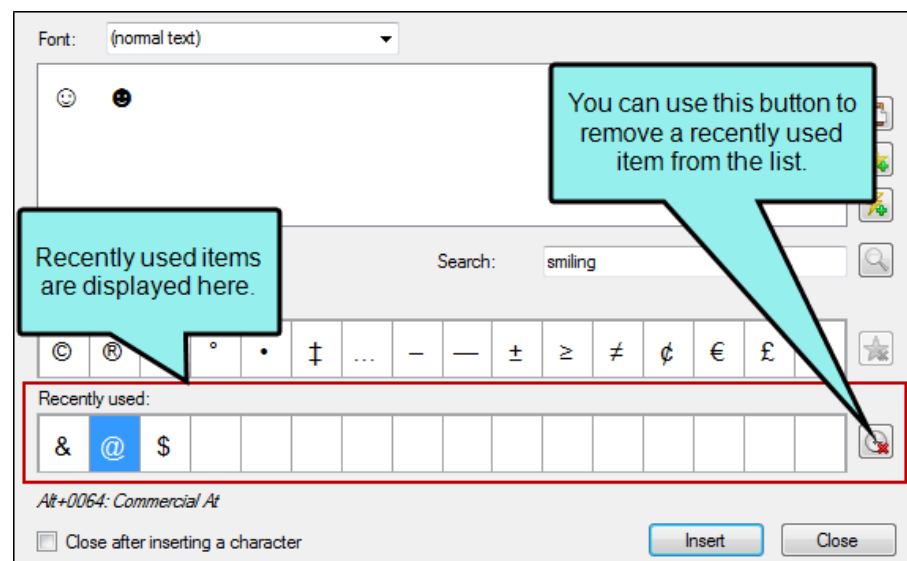 Font: (normal text)
☺ ☻
You can use this button to
remove a recently used
item from the list.
Recently used items
are displayed here.
Search: smiling
© ® ° • ‡ … – — ± ≥ ≠ ¢ € £
Recently used:
& @ $
Alt+0064: Commercial At
Close after inserting a character
Insert Close